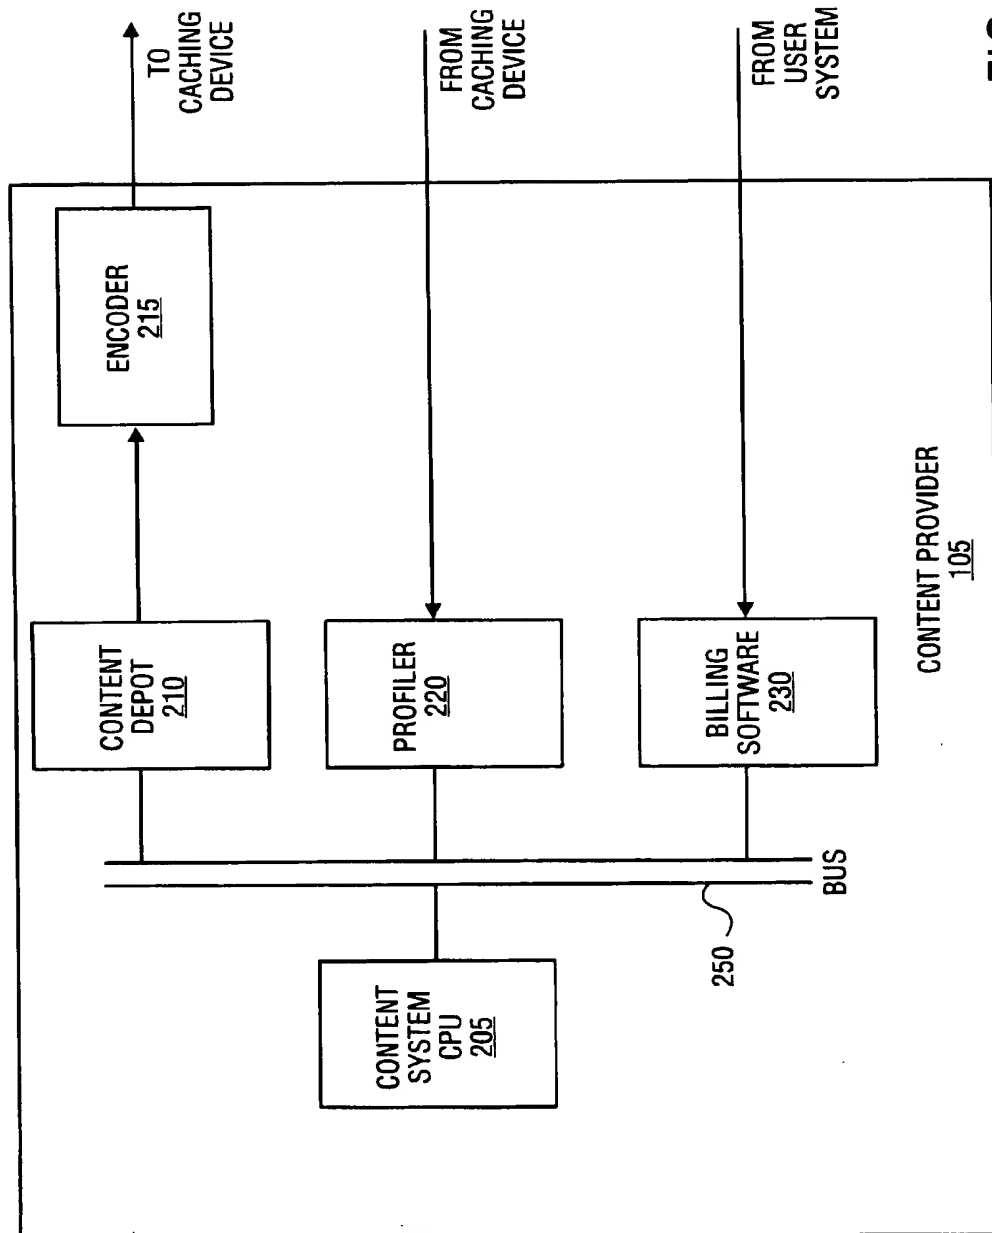 TO
CACHING
DEVICE
FROM
CACHING
DEVICE
FROM
USER
SYSTEM
ENCODER
215
CONTENT
DEPOT
210
PROFILER
220
BILLING
SOFTWARE
230
BUS
250
CONTENT
SYSTEM
CPU
205
CONTENT PROVIDER
105